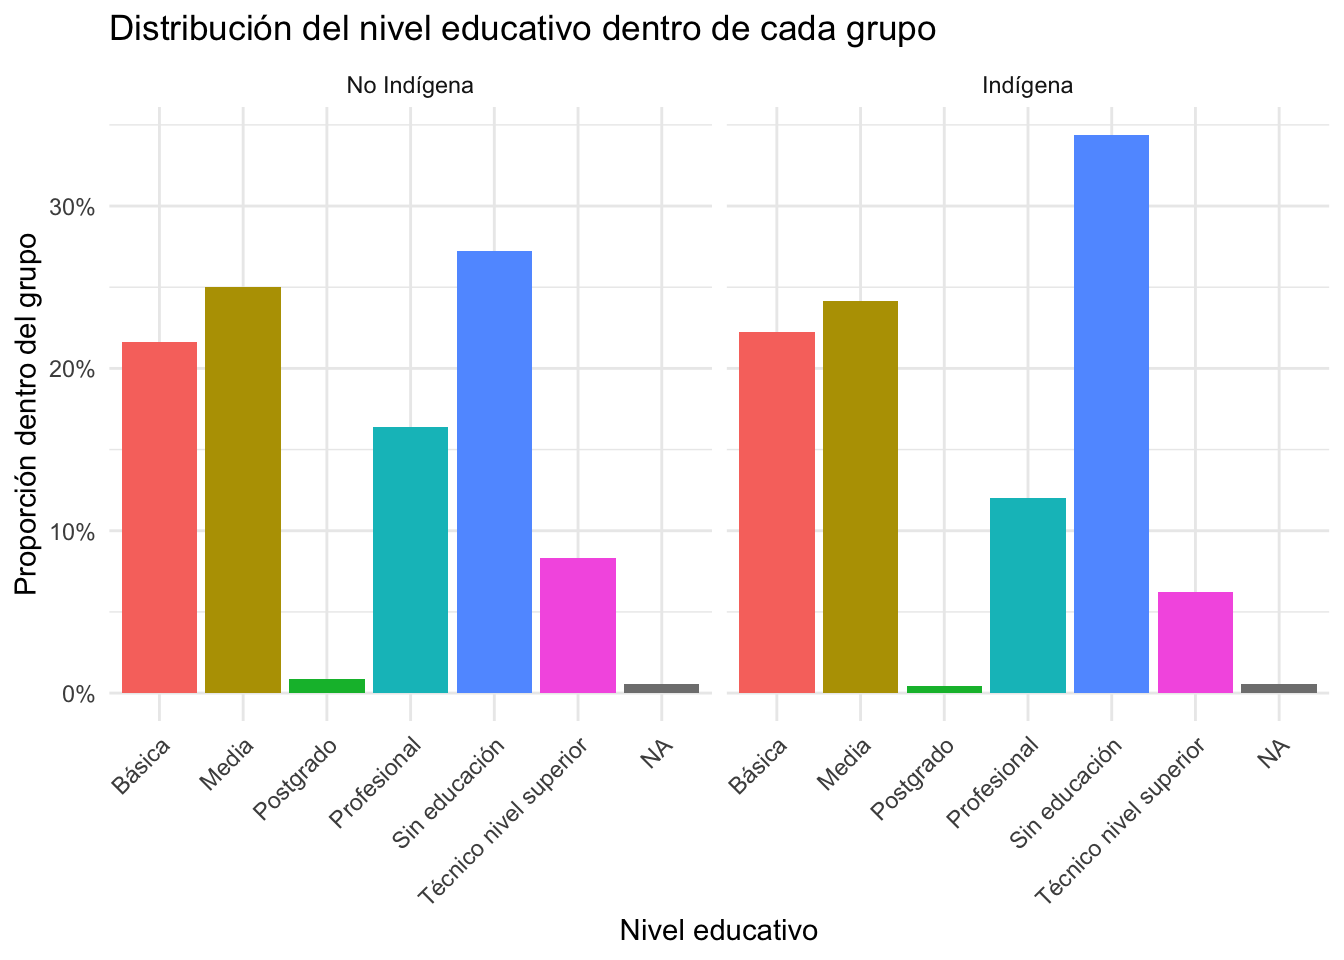 Distribución del nivel educativo dentro de cada grupo
No Indígena
Indígena
Proporción dentro del grupo
30%
20%
10%
0%
Básica
Media
Postgrado
Profesional
Sin educación
Técnico nivel superior
NA
Básica
Media
Postgrado
Profesional
Sin educación
Técnico nivel superior
NA
Nivel educativo